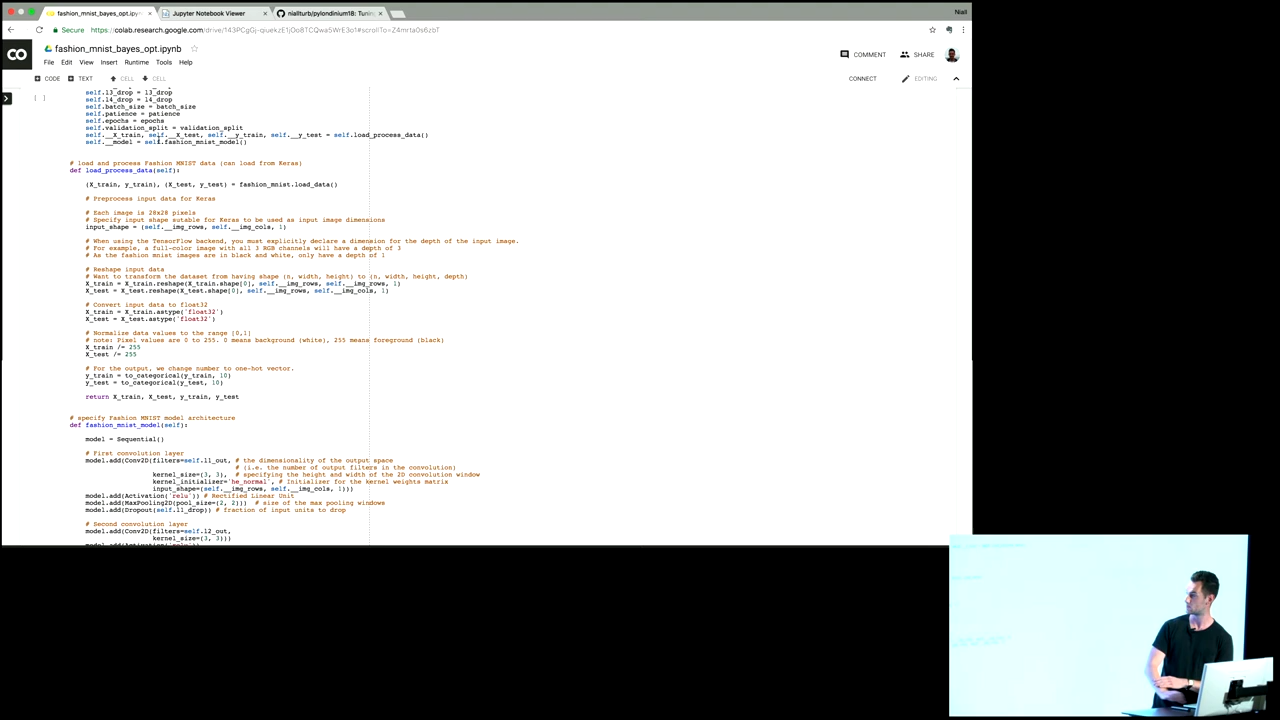 fashion_mnist_bayes_opt.ipynb ×
Jupyter Notebook Viewer ×
niallturb/pylondinium18: Tunin ×
Niall
Secure
https://colab.research.google.com/drive/
CO
fashion_mnist_bayes_opt.ipynb
COMMENT
SHARE
File Edit View Insert Runtime Tools Help
CODE TEXT CELL CELL
CONNECT
EDITING
[ ]
self.l3_drop = l3_drop
self.l4_drop = l4_drop
self.batch_size = batch_size
self.patience = patience
self.epochs = epochs
self.validation_split = validation_split
self.__X_train, self.__X_test, self.__y_train, self.__y_test = self.load_process_data()
self.__model = self.fashion_mnist_model()
# load and process Fashion MNIST data (can load from Keras)
def load_process_data(self):
(X_train, y_train), (X_test, y_test) = fashion_mnist.load_data()
# Preprocess input data for Keras
# Each image is 28x28 pixels
# Specify input shape sutable for Keras to be used as input image dimensions
input_shape = (self.__img_rows, self.__img_cols, 1)
# When using the TensorFlow backend, you must explicitly declare a dimension for the depth of the input image.
# For example, a full-color image with all 3 RGB channels will have a depth of 3
# As the fashion mnist images are in black and white, only have a depth of 1
# Reshape input data
# Want to transform the dataset from having shape (n, width, height) to (n, width, height, depth)
X_train = X_train.reshape(X_train.shape[0], self.__img_rows, self.__img_rows, 1)
X_test = X_test.reshape(X_test.shape[0], self.__img_rows, self.__img_cols, 1)
# Convert input data to float32
X_train = X_train.astype('float32')
X_test = X_test.astype('float32')
# Normalize data values to the range [0,1]
# note: Pixel values are 0 to 255. 0 means background (white), 255 means foreground (black)
X_train /= 255
X_test /= 255
# For the output, we change number to one-hot vector.
y_train = to_categorical(y_train, 10)
y_test = to_categorical(y_test, 10)
return X_train, X_test, y_train, y_test
# specify Fashion MNIST model architecture
def fashion_mnist_model(self):
model = Sequential()
# First convolution layer
model.add(Conv2D(filters=self.l1_out, # the dimensionality of the output space
# (i.e. the number of output filters in the convolution)
kernel_size=(3, 3), # specifying the height and width of the 2D convolution window
kernel_initializer='he_normal', # Initializer for the kernel weights matrix
input_shape=(self.__img_rows, self.__img_cols, 1)))
model.add(Activation('relu')) # Rectified Linear Unit
model.add(MaxPooling2D(pool_size=(2, 2))) # size of the max pooling windows
model.add(Dropout(self.l1_drop)) # fraction of input units to drop
# Second convolution layer
model.add(Conv2D(filters=self.l2_out,
kernel_size=(3, 3)))